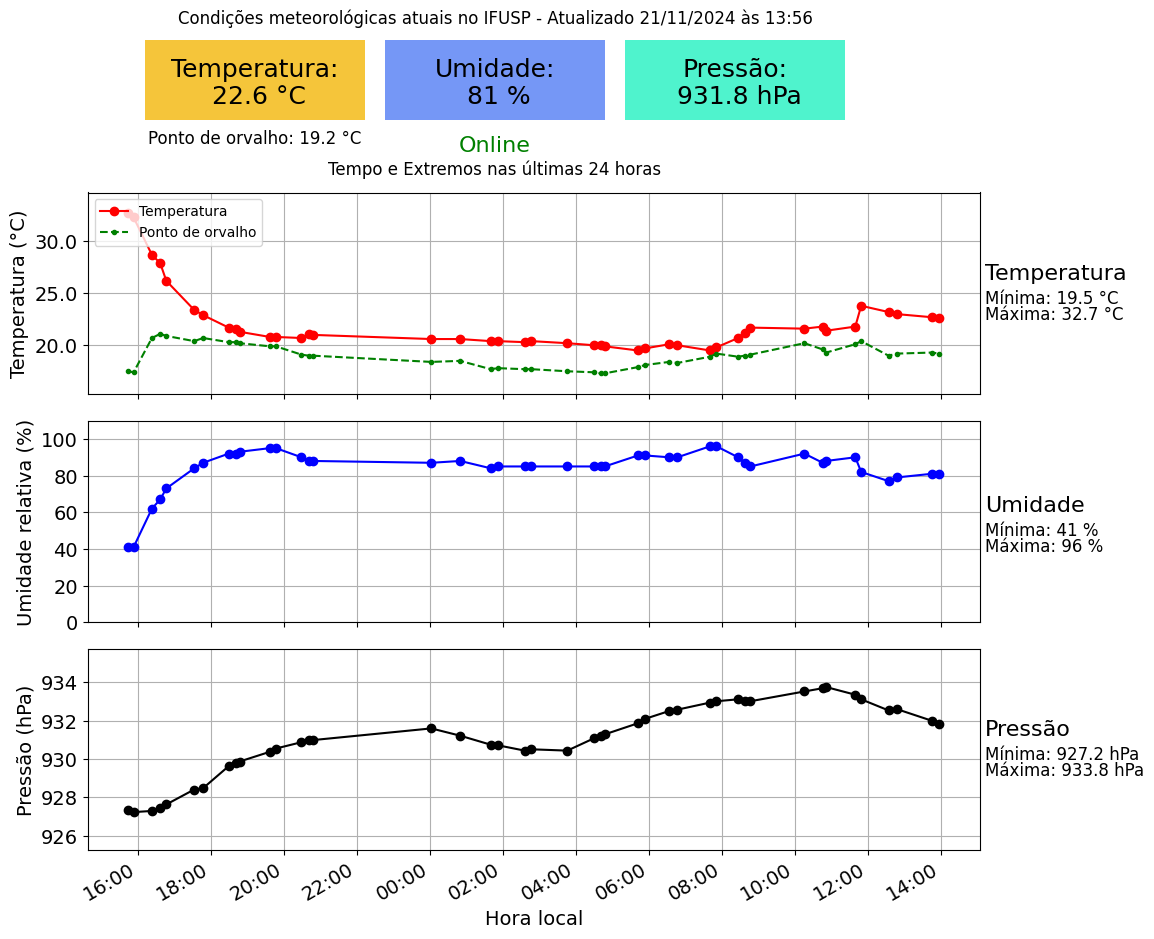 Condições meteorológicas atuais no IFUSP - Atualizado 21/11/2024 às 13:56
Temperatura:
22.6 °C
Umidade:
81 %
Pressão:
931.8 hPa
Ponto de orvalho: 19.2 °C
Online
Tempo e Extremos nas últimas 24 horas
Temperatura (°C)
30.0
25.0
20.0
Temperatura
Ponto de orvalho
Temperatura
Mínima: 19.5 °C
Máxima: 32.7 °C
Umidade relativa (%)
100
80
60
40
20
0
Umidade
Mínima: 41 %
Máxima: 96 %
Pressão (hPa)
934
932
930
928
926
Pressão
Mínima: 927.2 hPa
Máxima: 933.8 hPa
16:00 18:00 20:00 22:00 00:00 02:00 04:00 06:00 08:00 10:00 12:00 14:00
Hora local